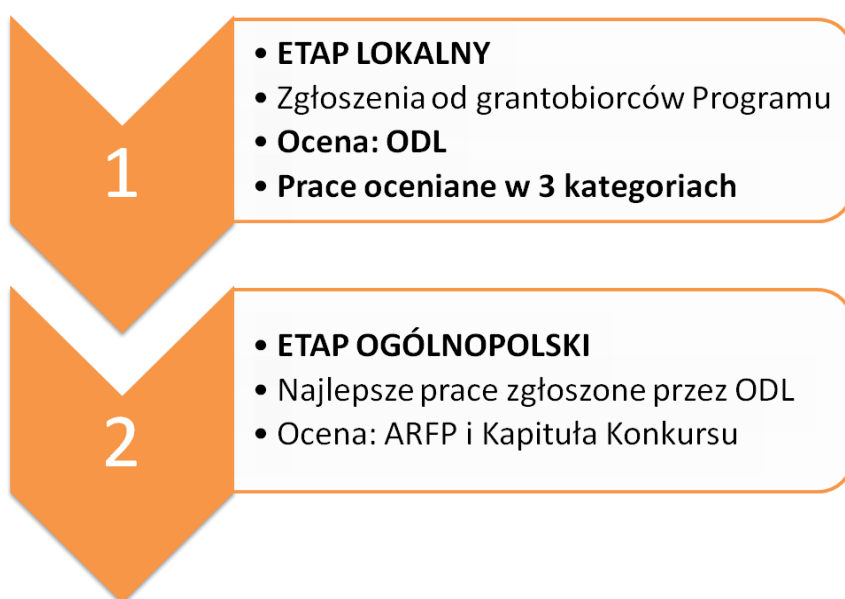 1
• ETAP LOKALNY
• Zgłoszenia od grantobiorców Programu
• Ocena: ODL
• Prace oceniane w 3 kategoriach
2
• ETAP OGÓLNOPOLSKI
• Najlepsze prace zgłoszone przez ODL
• Ocena: ARFP i Kapituła Konkursu